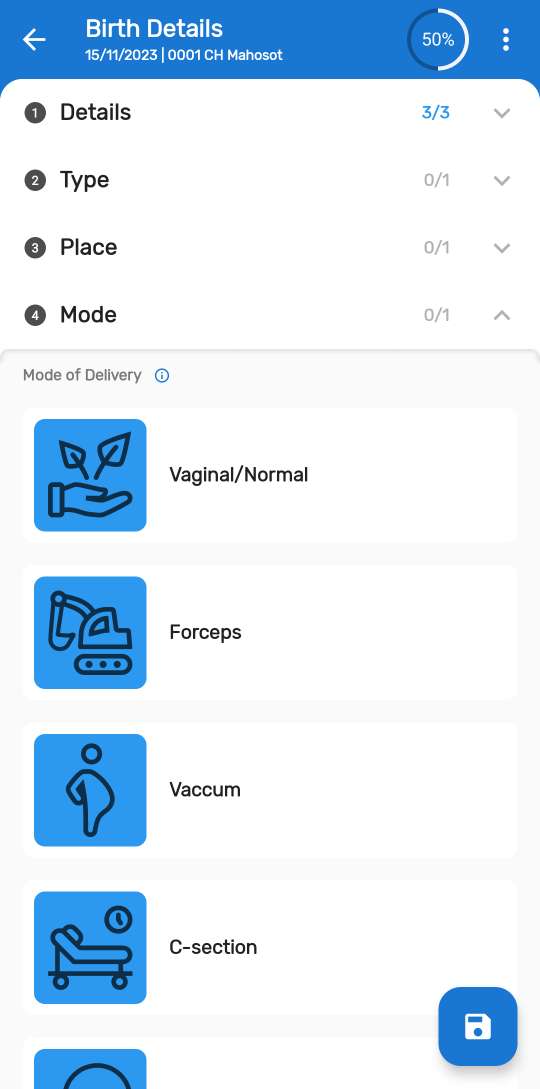 Birth Details
15/11/2023 | 0001 CH Mahosot
50%
1 Details 3/3
2 Type 0/1
3 Place 0/1
4 Mode 0/1
Mode of Delivery
Vaginal/Normal
Forceps
Vaccum
C-section